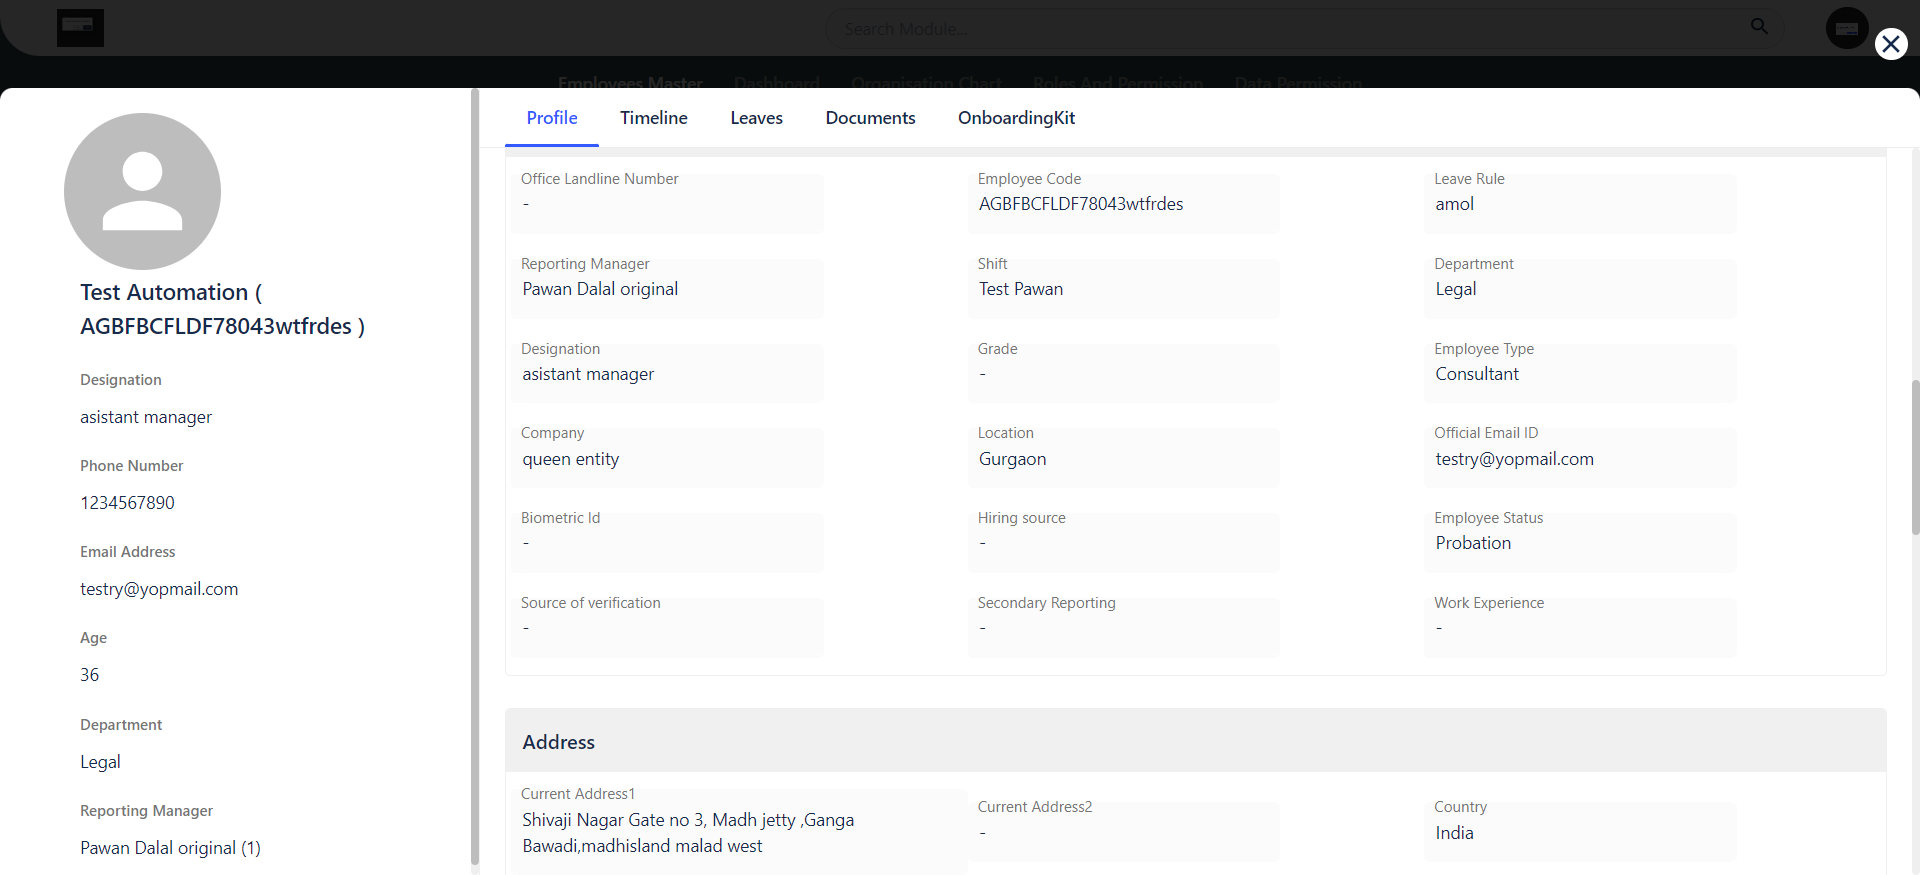 Search Module...
Employees Master Dashboard Organisation Chart Roles And Permission Data Permission
Test Automation (
AGBFBCFLDF78043wtfrdes )
Designation
asistant manager
Phone Number
1234567890
Email Address
testry@yopmail.com
Age
36
Department
Legal
Reporting Manager
Pawan Dalal original (1)
Profile Timeline Leaves Documents OnboardingKit
Office Landline Number Employee Code Leave Rule
- AGBFBCFLDF78043wtfrdes amol
Reporting Manager Shift Department
Pawan Dalal original Test Pawan Legal
Designation Grade Employee Type
asistant manager - Consultant
Company Location Official Email ID
queen entity Gurgaon testry@yopmail.com
Biometric Id Hiring source Employee Status
- - Probation
Source of verification Secondary Reporting Work Experience
- - -
Address
Current Address1 Current Address2 Country
Shivaji Nagar Gate no 3, Madh jetty ,Ganga - India
Bawadi,madhisland malad west